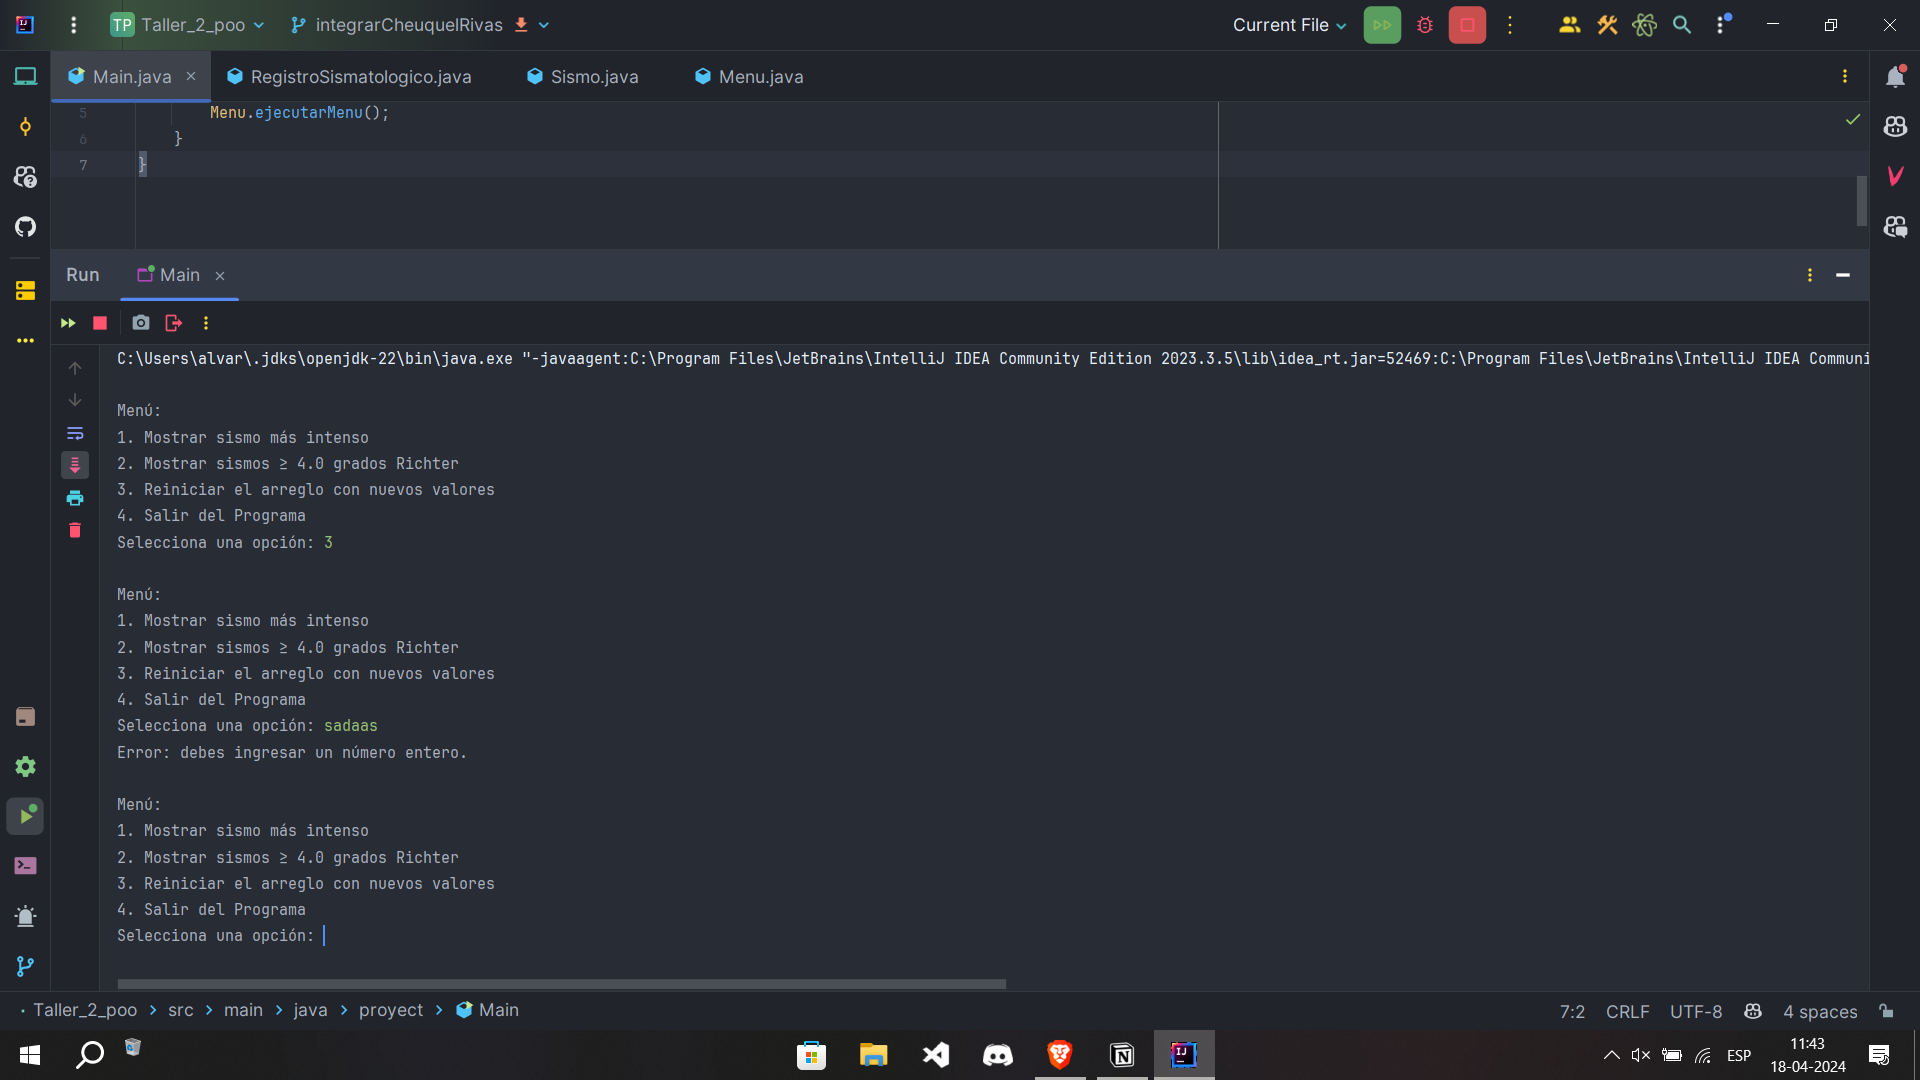 TP Taller_2_poo integrarCheuquelRivas Current File
Main.java RegistroSismatologico.java Sismo.java Menu.java
5 Menu.ejecutarMenu();
6 }
7 }
Run Main
C:\Users\alvar\.jdks\openjdk-22\bin\java.exe "-javaagent:C:\Program Files\JetBrains\IntelliJ IDEA Community Edition 2023.3.5\lib\idea_rt.jar=52469:C:\Program Files\JetBrains\IntelliJ IDEA Communi
Menú:
1. Mostrar sismo más intenso
2. Mostrar sismos ≥ 4.0 grados Richter
3. Reiniciar el arreglo con nuevos valores
4. Salir del Programa
Selecciona una opción: 3
Menú:
1. Mostrar sismo más intenso
2. Mostrar sismos ≥ 4.0 grados Richter
3. Reiniciar el arreglo con nuevos valores
4. Salir del Programa
Selecciona una opción: sadaas
Error: debes ingresar un número entero.
Menú:
1. Mostrar sismo más intenso
2. Mostrar sismos ≥ 4.0 grados Richter
3. Reiniciar el arreglo con nuevos valores
4. Salir del Programa
Selecciona una opción:
Taller_2_poo > src > main > java > proyect > Main 7:2 CRLF UTF-8 4 spaces
ESP 11:43
18-04-2024